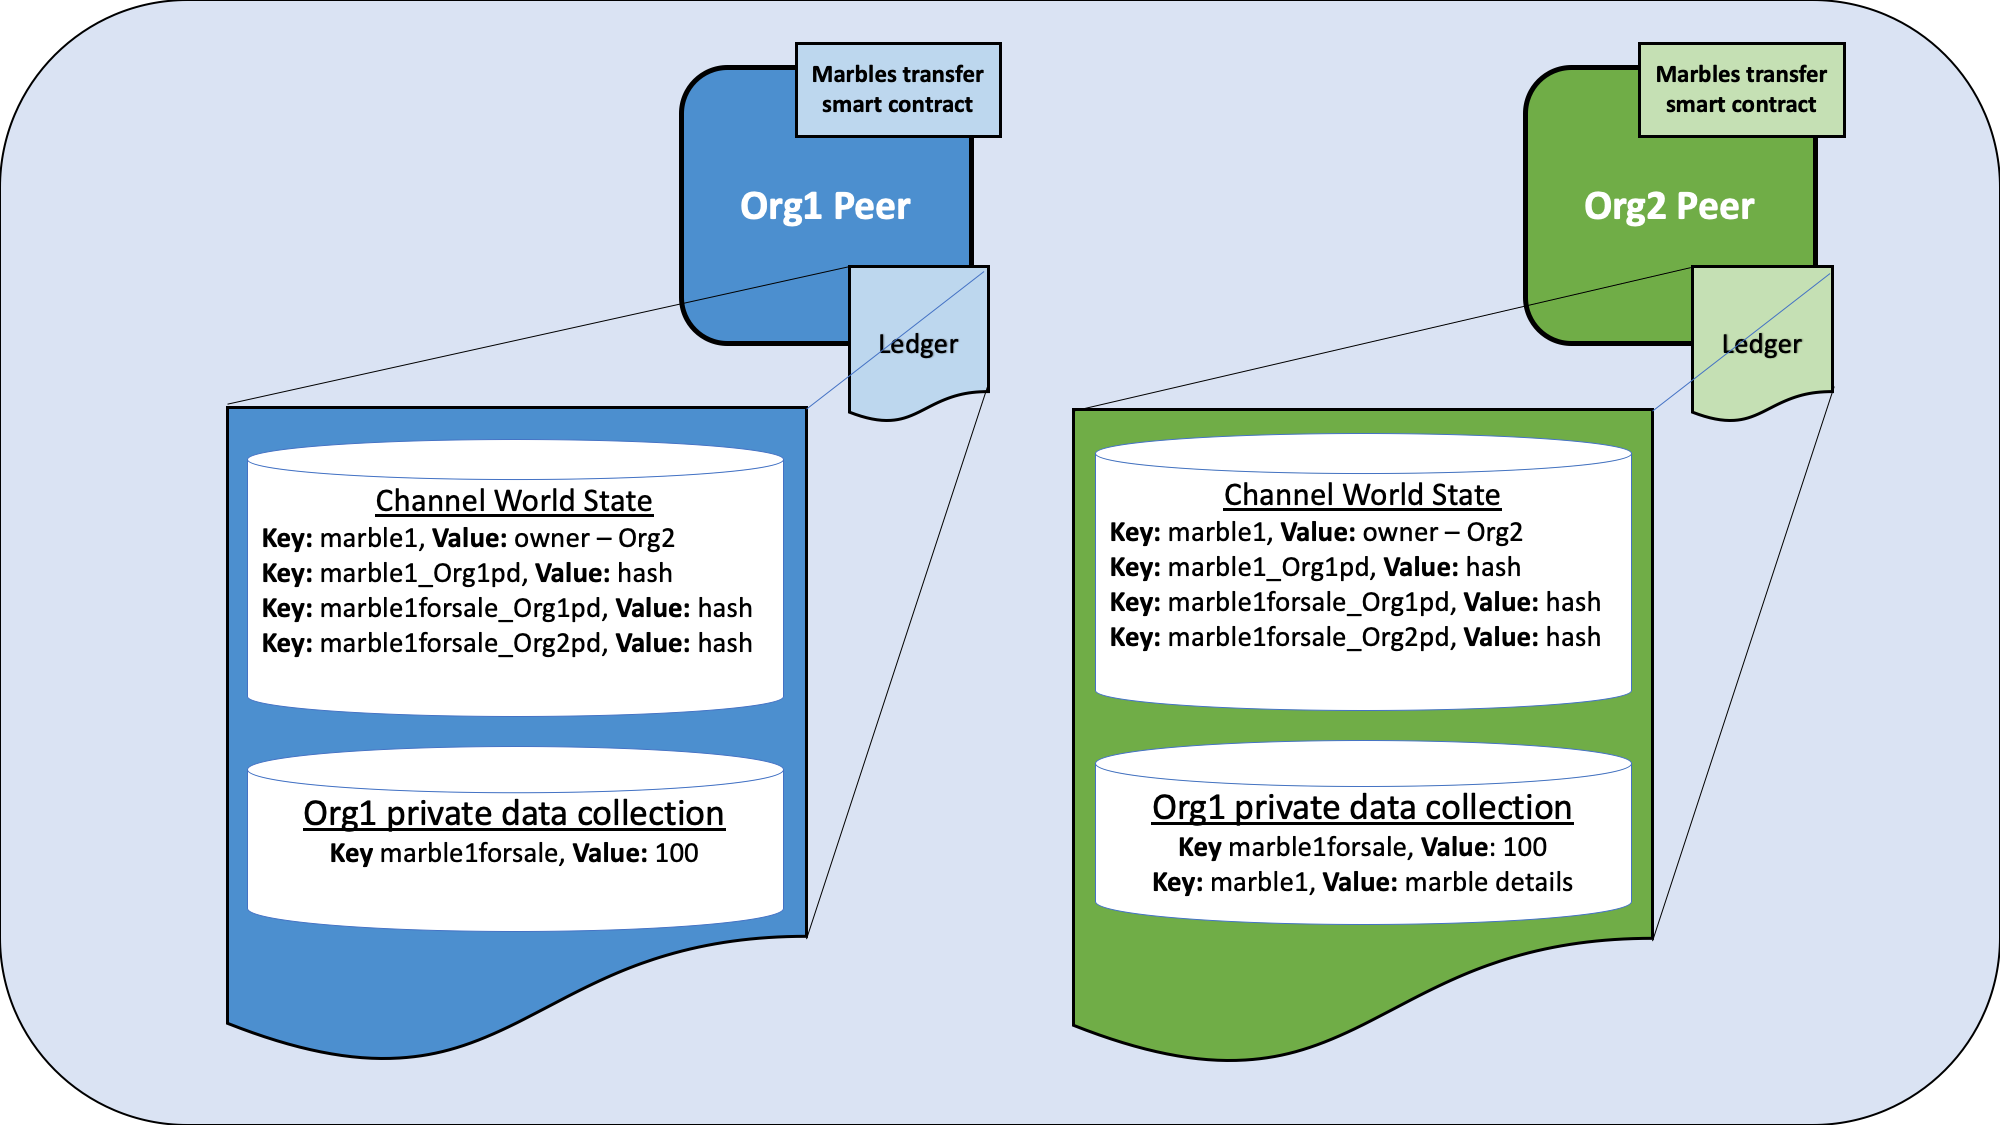 Marbles transfer
smart contract
Org1 Peer
Ledger
Channel World State
Key: marble1, Value: owner – Org2
Key: marble1_Org1pd, Value: hash
Key: marble1forsale_Org1pd, Value: hash
Key: marble1forsale_Org2pd, Value: hash
Org1 private data collection
Key marble1forsale, Value: 100
Marbles transfer
smart contract
Org2 Peer
Ledger
Channel World State
Key: marble1, Value: owner – Org2
Key: marble1_Org1pd, Value: hash
Key: marble1forsale_Org1pd, Value: hash
Key: marble1forsale_Org2pd, Value: hash
Org1 private data collection
Key marble1forsale, Value: 100
Key: marble1, Value: marble details